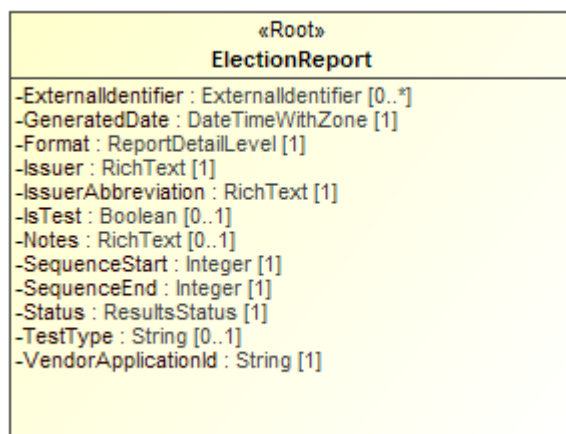 «Root»
ElectionReport
-ExternalIdentifier : ExternalIdentifier [0..*]
-GeneratedDate : DateTimeWithZone [1]
-Format : ReportDetailLevel [1]
-Issuer : RichText [1]
-IssuerAbbreviation : RichText [1]
-IsTest : Boolean [0..1]
-Notes : RichText [0..1]
-SequenceStart : Integer [1]
-SequenceEnd : Integer [1]
-Status : ResultsStatus [1]
-TestType : String [0..1]
-VendorApplicationId : String [1]